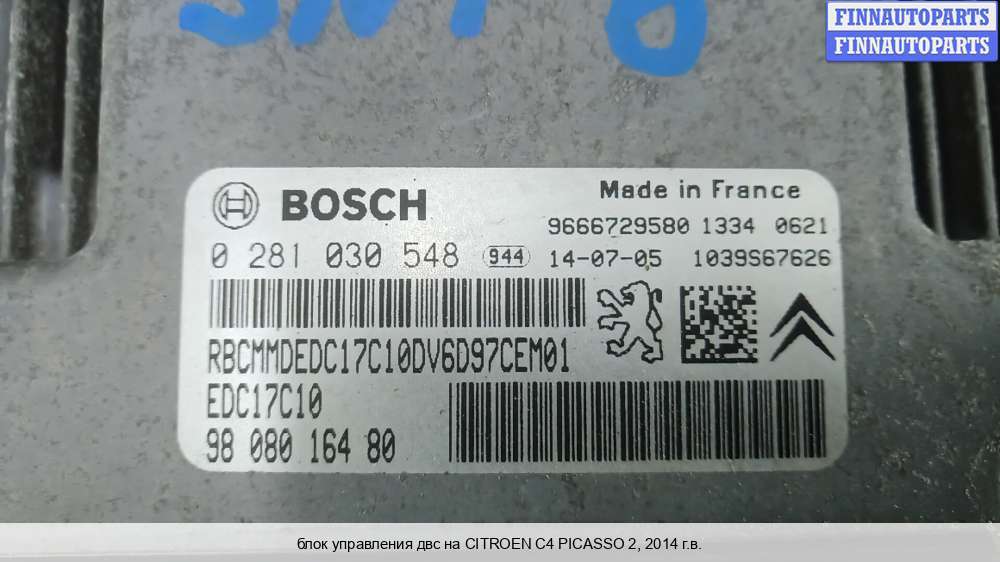 FINNAUTOPARTS
FINNAUTOPARTS
BOSCH
Made in France
9666729580 1334 0621
0 281 030 548 944 14-07-05 1039S67626
RBCMMDEDC17C10DV6D97CEM01
EDC17C10
98 080 164 80
блок управления двс на CITROEN C4 PICASSO 2, 2014 г.в.